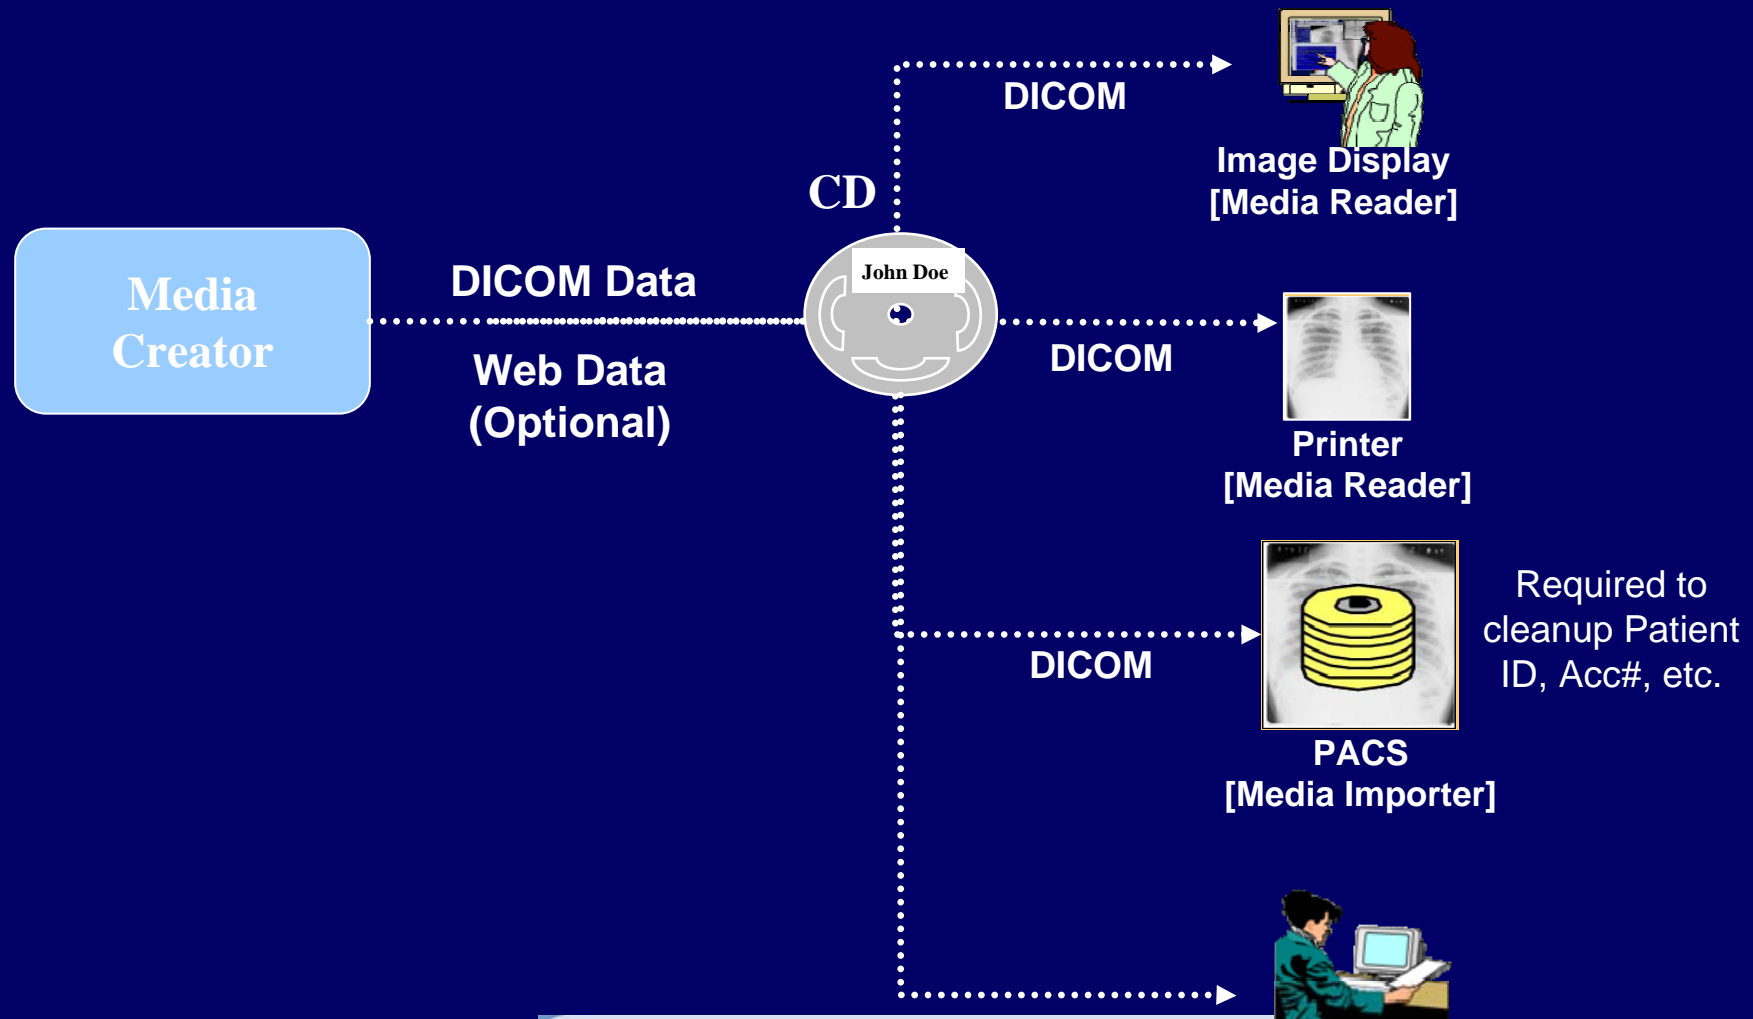 DICOM
Image Display
[Media Reader]
CD
John Doe
Media
Creator
DICOM Data
Web Data
(Optional)
DICOM
Printer
[Media Reader]
DICOM
Required to
cleanup Patient
ID, Acc#, etc.
PACS
[Media Importer]